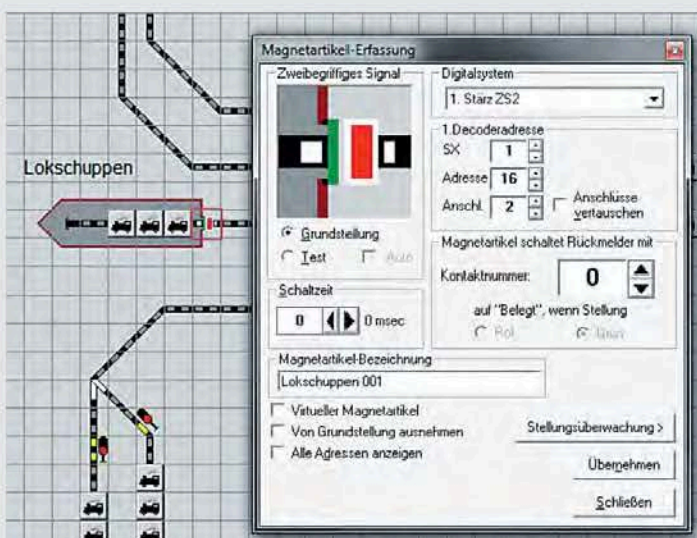 Lokschuppen
Magnetartikel-Erfassung
Zweibegriffiges Signal
Grundstellung
Test
Auto
Schaltzeit
0
0 msec
Digitalsystem
1. Stärz ZS2
1.Decoderadresse
SX 1
Adresse 16
Anschl. 2
Anschlüsse
vertauschen
Magnetartikel schaltet Rückmelder mit
Kontaktnummer: 0
auf "Belegt", wenn Stellung
Rot
Grün
Magnetartikel-Bezeichnung
Lokschuppen 001
Virtueller Magnetartikel
Von Grundstellung ausnehmen
Alle Adressen anzeigen
Stellungsüberwachung >
Übernehmen
Schließen